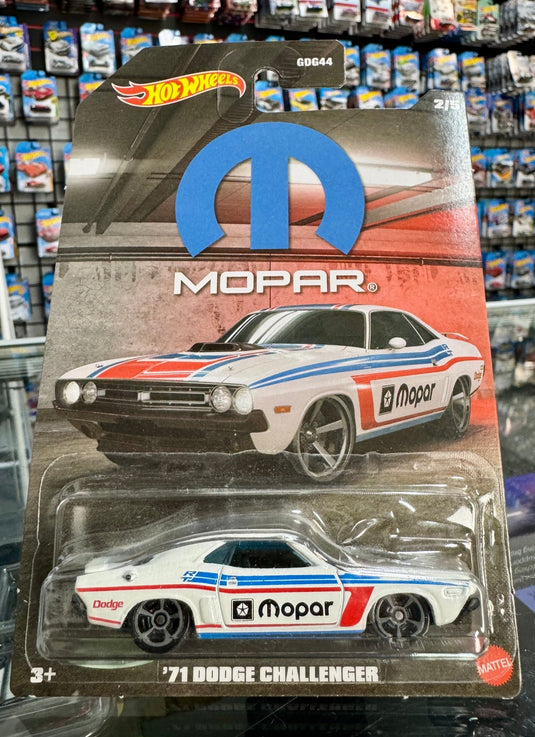 GDG44
HOT WHEELS
2/5
MOPAR®
Mopar
Dodge
Mopar
3+
'71 DODGE CHALLENGER
MATTEL